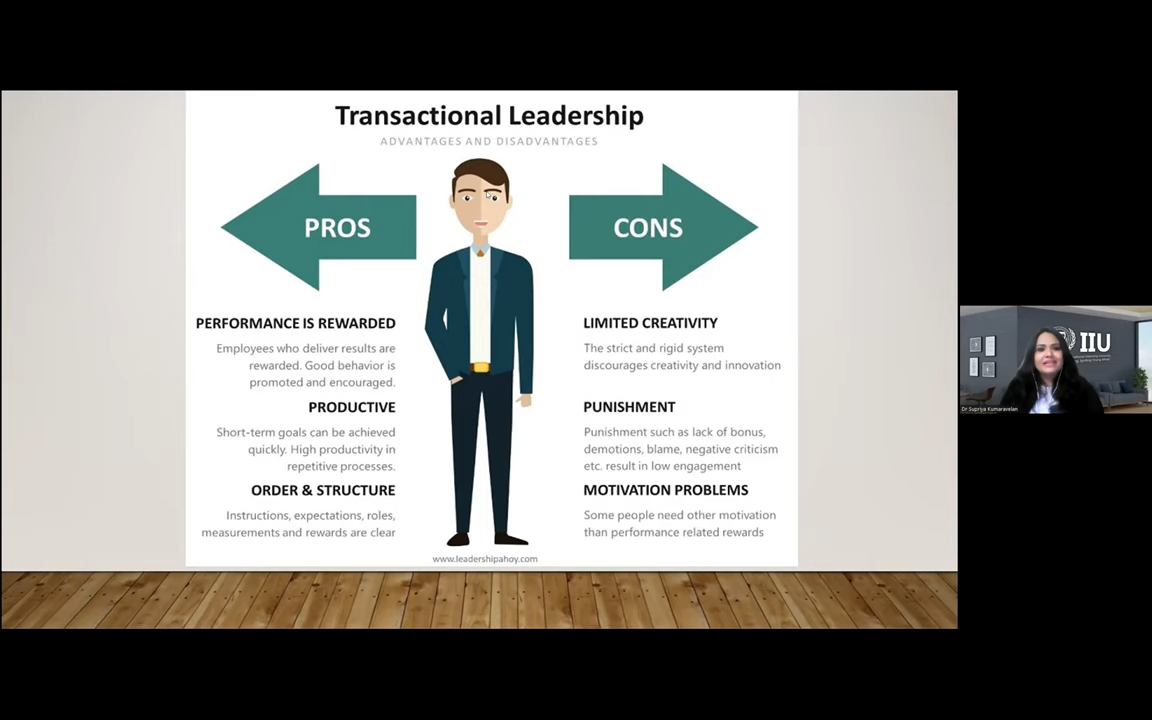 Transactional Leadership
ADVANTAGES AND DISADVANTAGES
PROS
CONS
PERFORMANCE IS REWARDED
Employees who deliver results are
rewarded. Good behavior is
promoted and encouraged.
PRODUCTIVE
Short-term goals can be achieved
quickly. High productivity in
repetitive processes.
ORDER & STRUCTURE
Instructions, expectations, roles,
measurements and rewards are clear
LIMITED CREATIVITY
The strict and rigid system
discourages creativity and innovation
PUNISHMENT
Punishment such as lack of bonus,
demotions, blame, negative criticism
etc. result in low engagement
MOTIVATION PROBLEMS
Some people need other motivation
than performance related rewards
www.leadershipahoy.com
IIU
Dr Supriya Kumaravelan